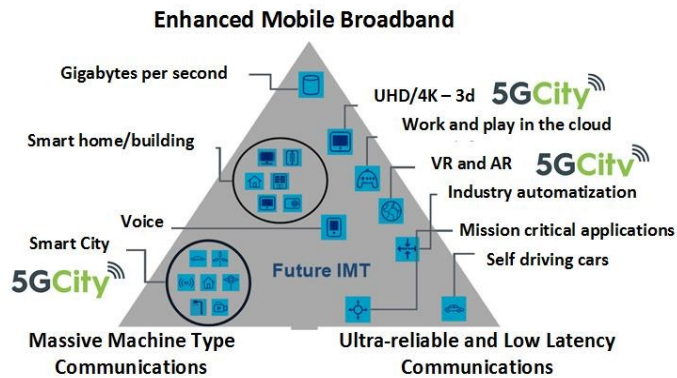 Enhanced Mobile Broadband
Gigabytes per second
UHD/4K – 3d
5GCity
Work and play in the cloud
Smart home/building
VR and AR
5GCity
Industry automatization
Voice
Mission critical applications
Smart City
5GCity
Future IMT
Self driving cars
Massive Machine Type
Communications
Ultra-reliable and Low Latency
Communications